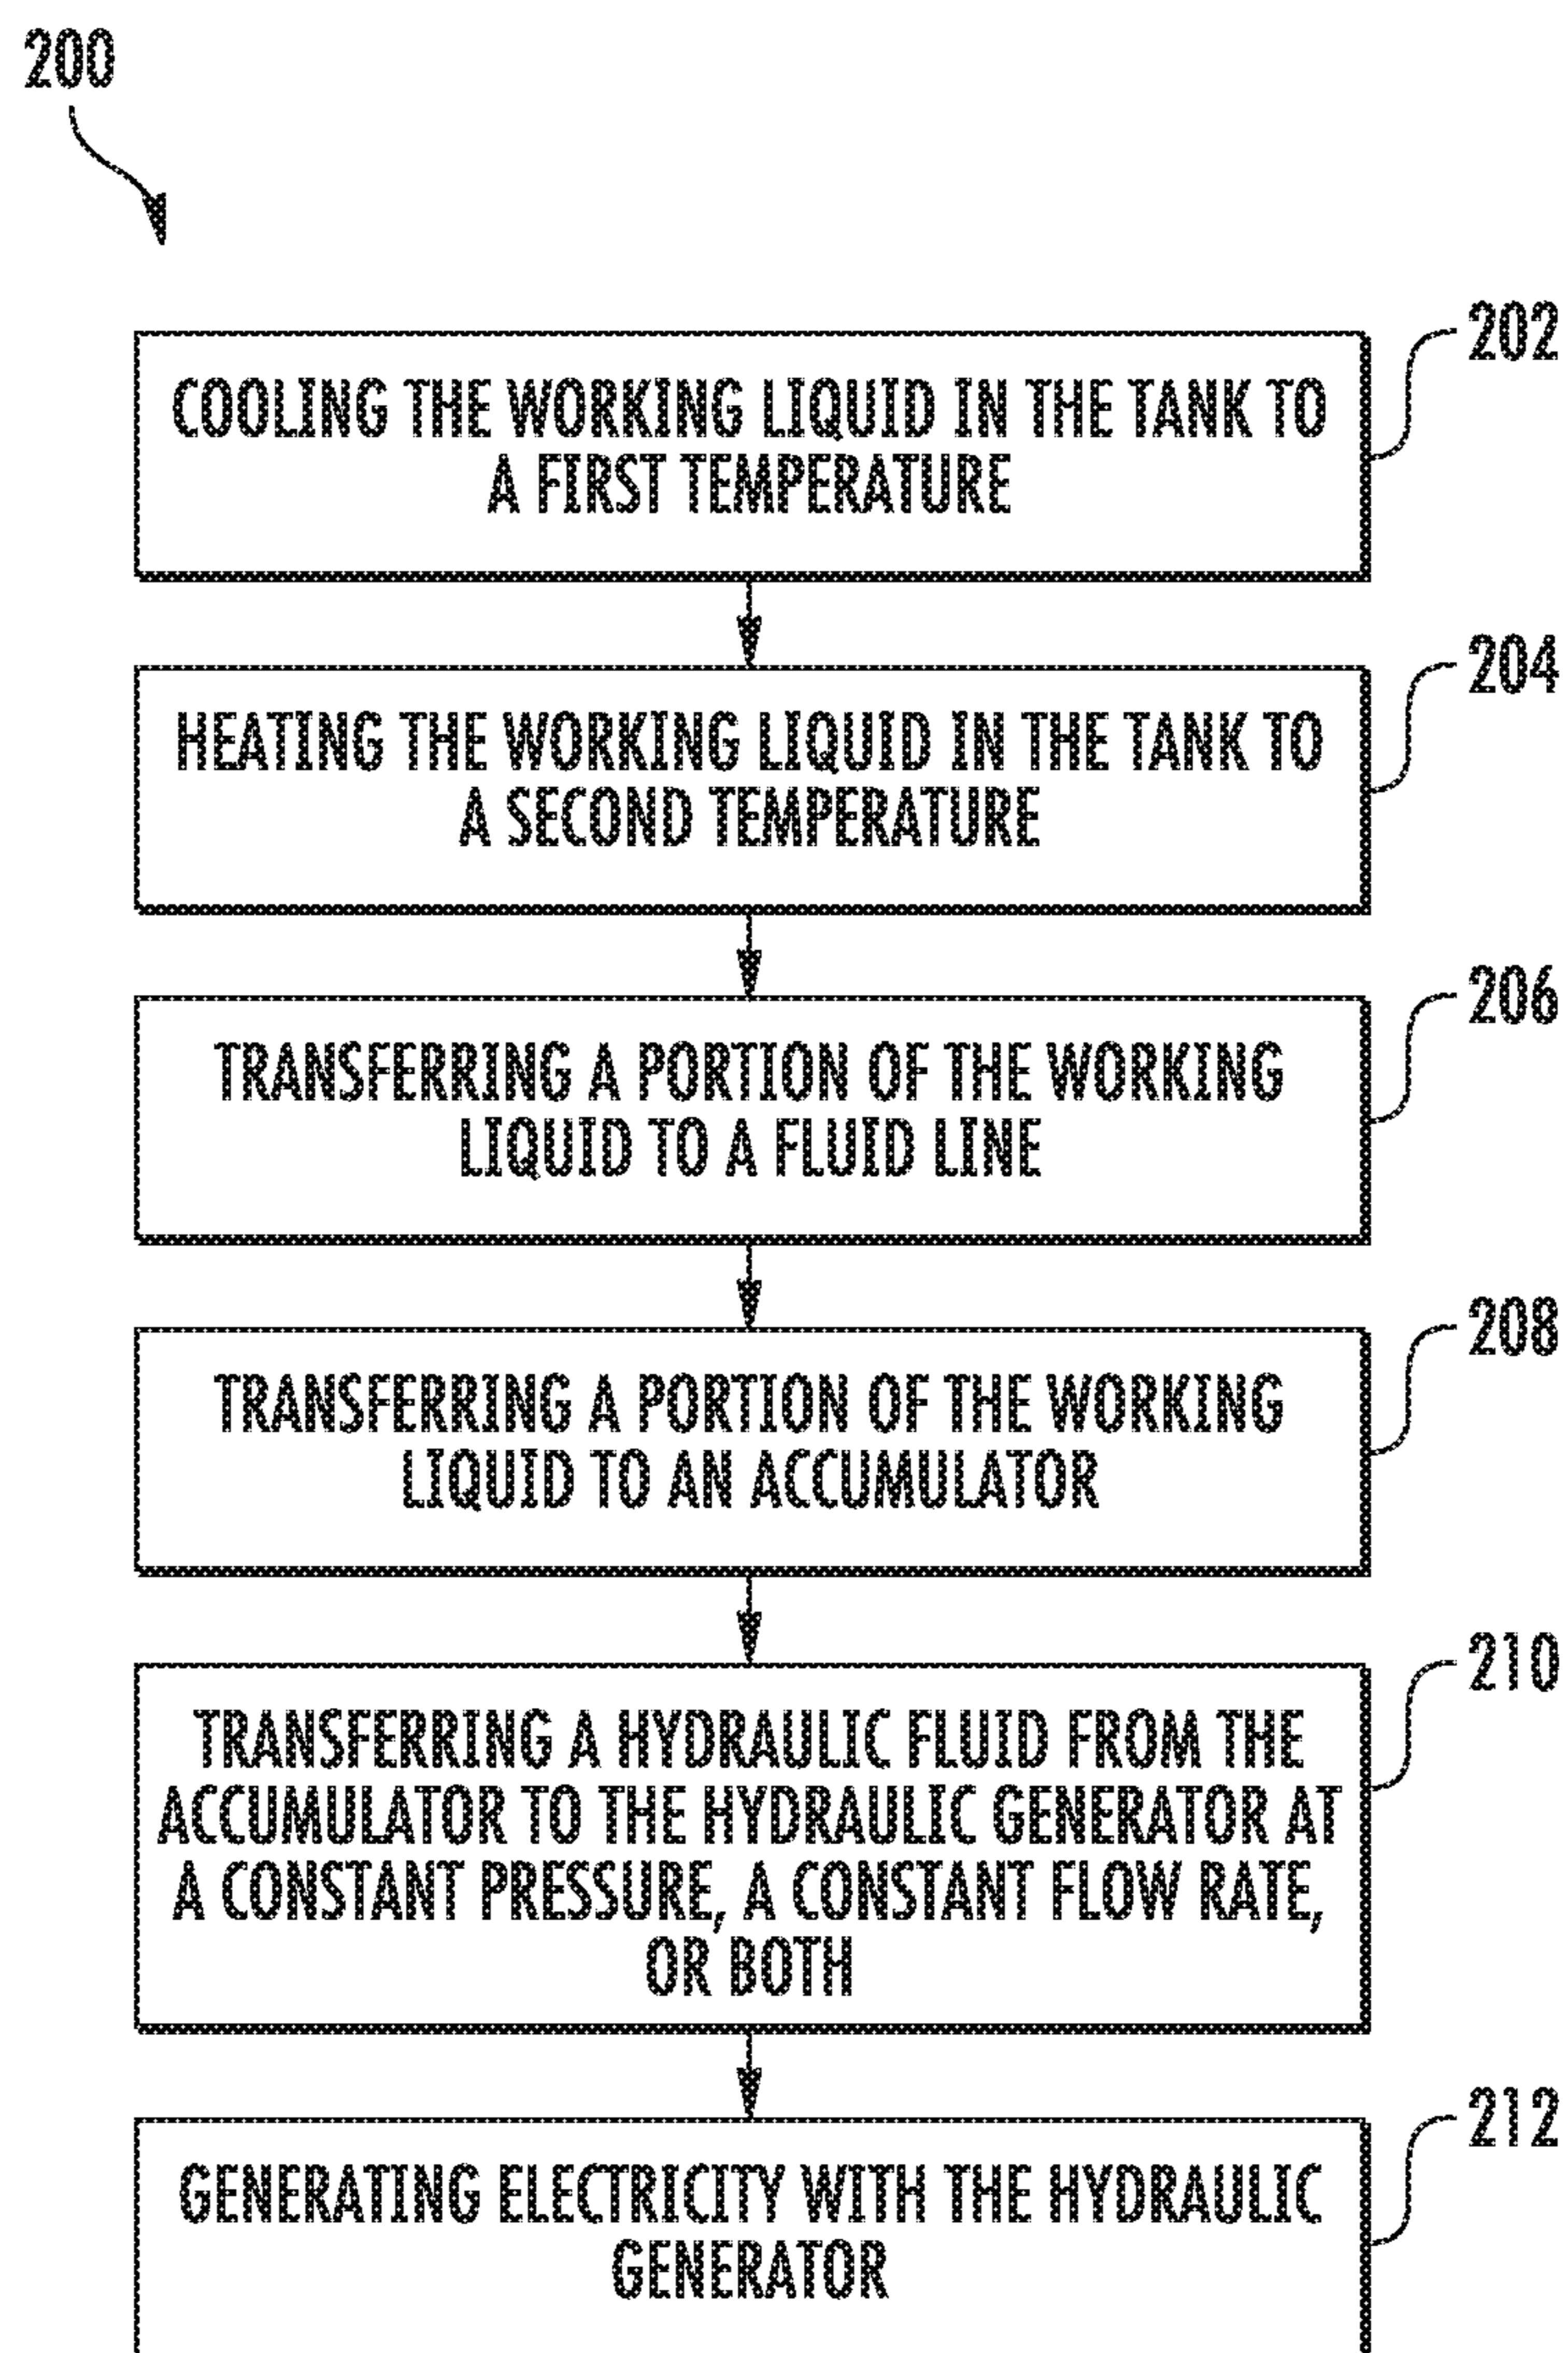 200
202
COOLING THE WORKING LIQUID IN THE TANK TO
A FIRST TEMPERATURE
204
HEATING THE WORKING LIQUID IN THE TANK TO
A SECOND TEMPERATURE
206
TRANSFERRING A PORTION OF THE WORKING
LIQUID TO A FLUID LINE
208
TRANSFERRING A PORTION OF THE WORKING
LIQUID TO AN ACCUMULATOR
210
TRANSFERRING A HYDRAULIC FLUID FROM THE
ACCUMULATOR TO THE HYDRAULIC GENERATOR AT
A CONSTANT PRESSURE, A CONSTANT FLOW RATE,
OR BOTH
212
GENERATING ELECTRICITY WITH THE HYDRAULIC
GENERATOR